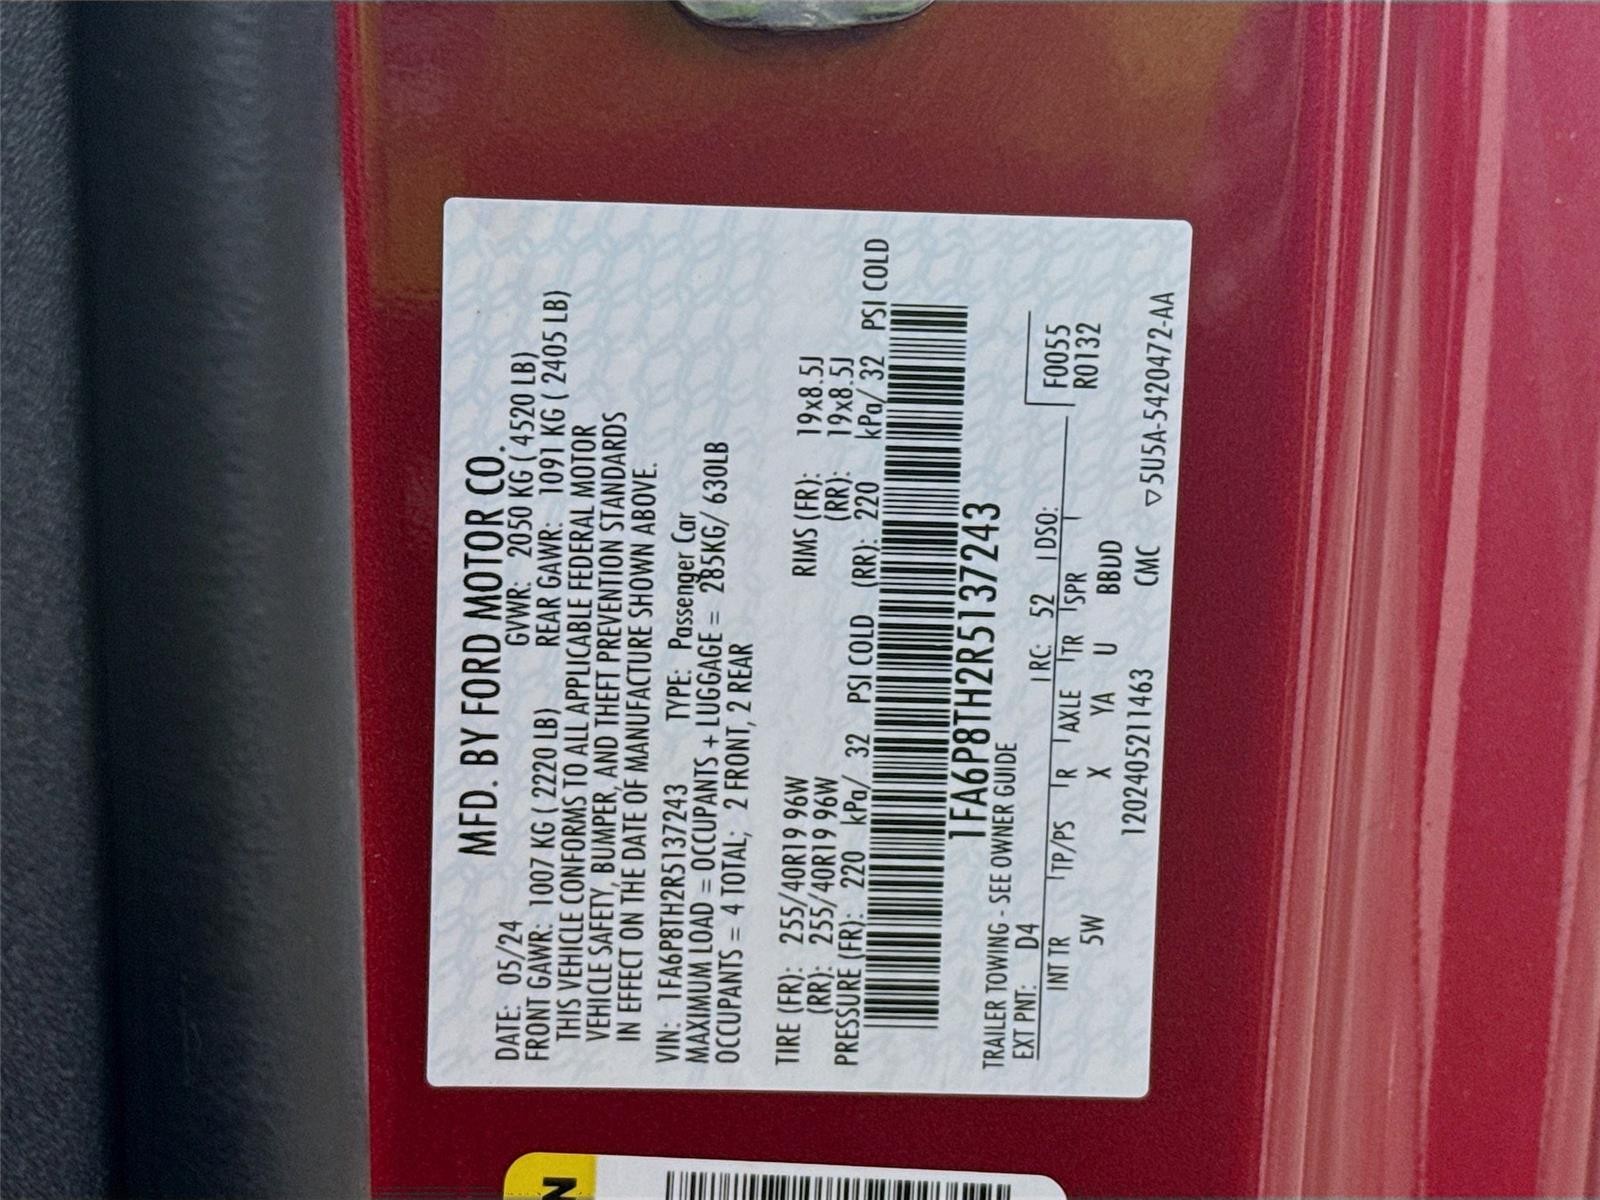 MFD. BY FORD MOTOR CO.
DATE: 05/24 GVWR: 2050 KG ( 4520 LB)
FRONT GAWR: 1007 KG ( 2220 LB) REAR GAWR: 1091 KG ( 2405 LB)
THIS VEHICLE CONFORMS TO ALL APPLICABLE FEDERAL MOTOR
VEHICLE SAFETY, BUMPER, AND THEFT PREVENTION STANDARDS
IN EFFECT ON THE DATE OF MANUFACTURE SHOWN ABOVE.
VIN: 1FA6P8TH2R5137243 TYPE: Passenger Car
MAXIMUM LOAD = OCCUPANTS + LUGGAGE = 285KG/ 630LB
OCCUPANTS = 4 TOTAL; 2 FRONT, 2 REAR
TIRE (FR): 255/40R19 96W RIMS (FR): 19x8.5J
(RR): 255/40R19 96W (RR): 19x8.5J
PRESSURE (FR): 220 kPa/ 32 PSI COLD (RR): 220 kPa/ 32 PSI COLD
1FA6P8TH2R5137243
TRAILER TOWING - SEE OWNER GUIDE
EXT PNT: D4 RC: 52 DSO: F0055
INT TR TP/PS R AXLE TR SPR R0132
5W X YA U BBDD
1202405211463 CMC ▽5U5A-5420472-AA
N